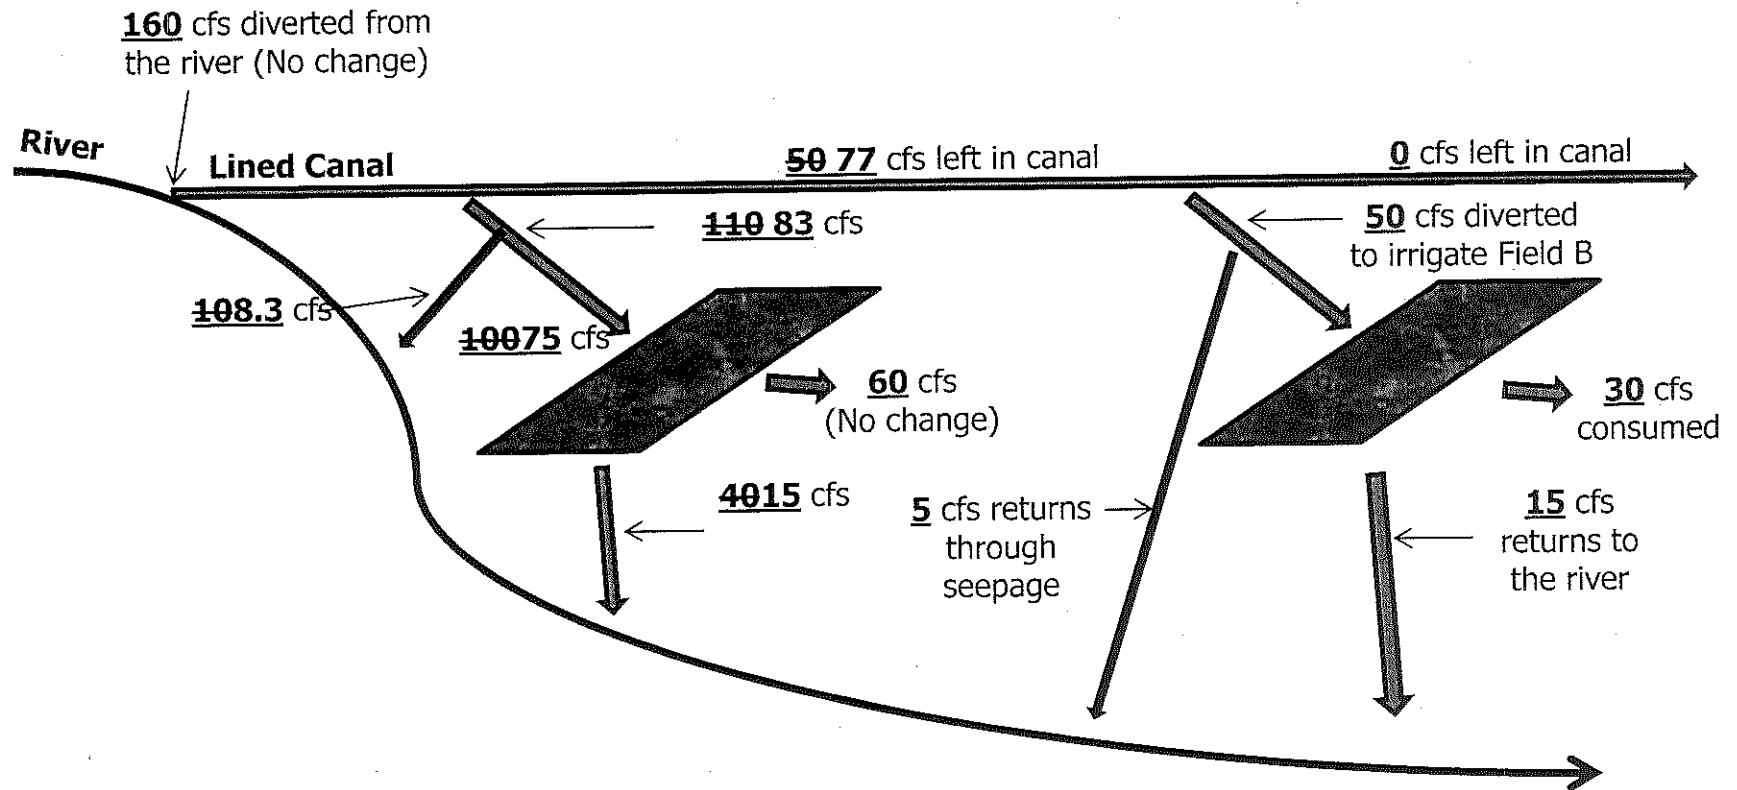 160 cfs diverted from
the river (No change)
River
Lined Canal
50 77 cfs left in canal
0 cfs left in canal
110 83 cfs
50 cfs diverted
to irrigate Field B
108.3 cfs
10075 cfs
60 cfs
(No change)
30 cfs
consumed
4015 cfs
5 cfs returns
through
seepage
15 cfs
returns to
the river